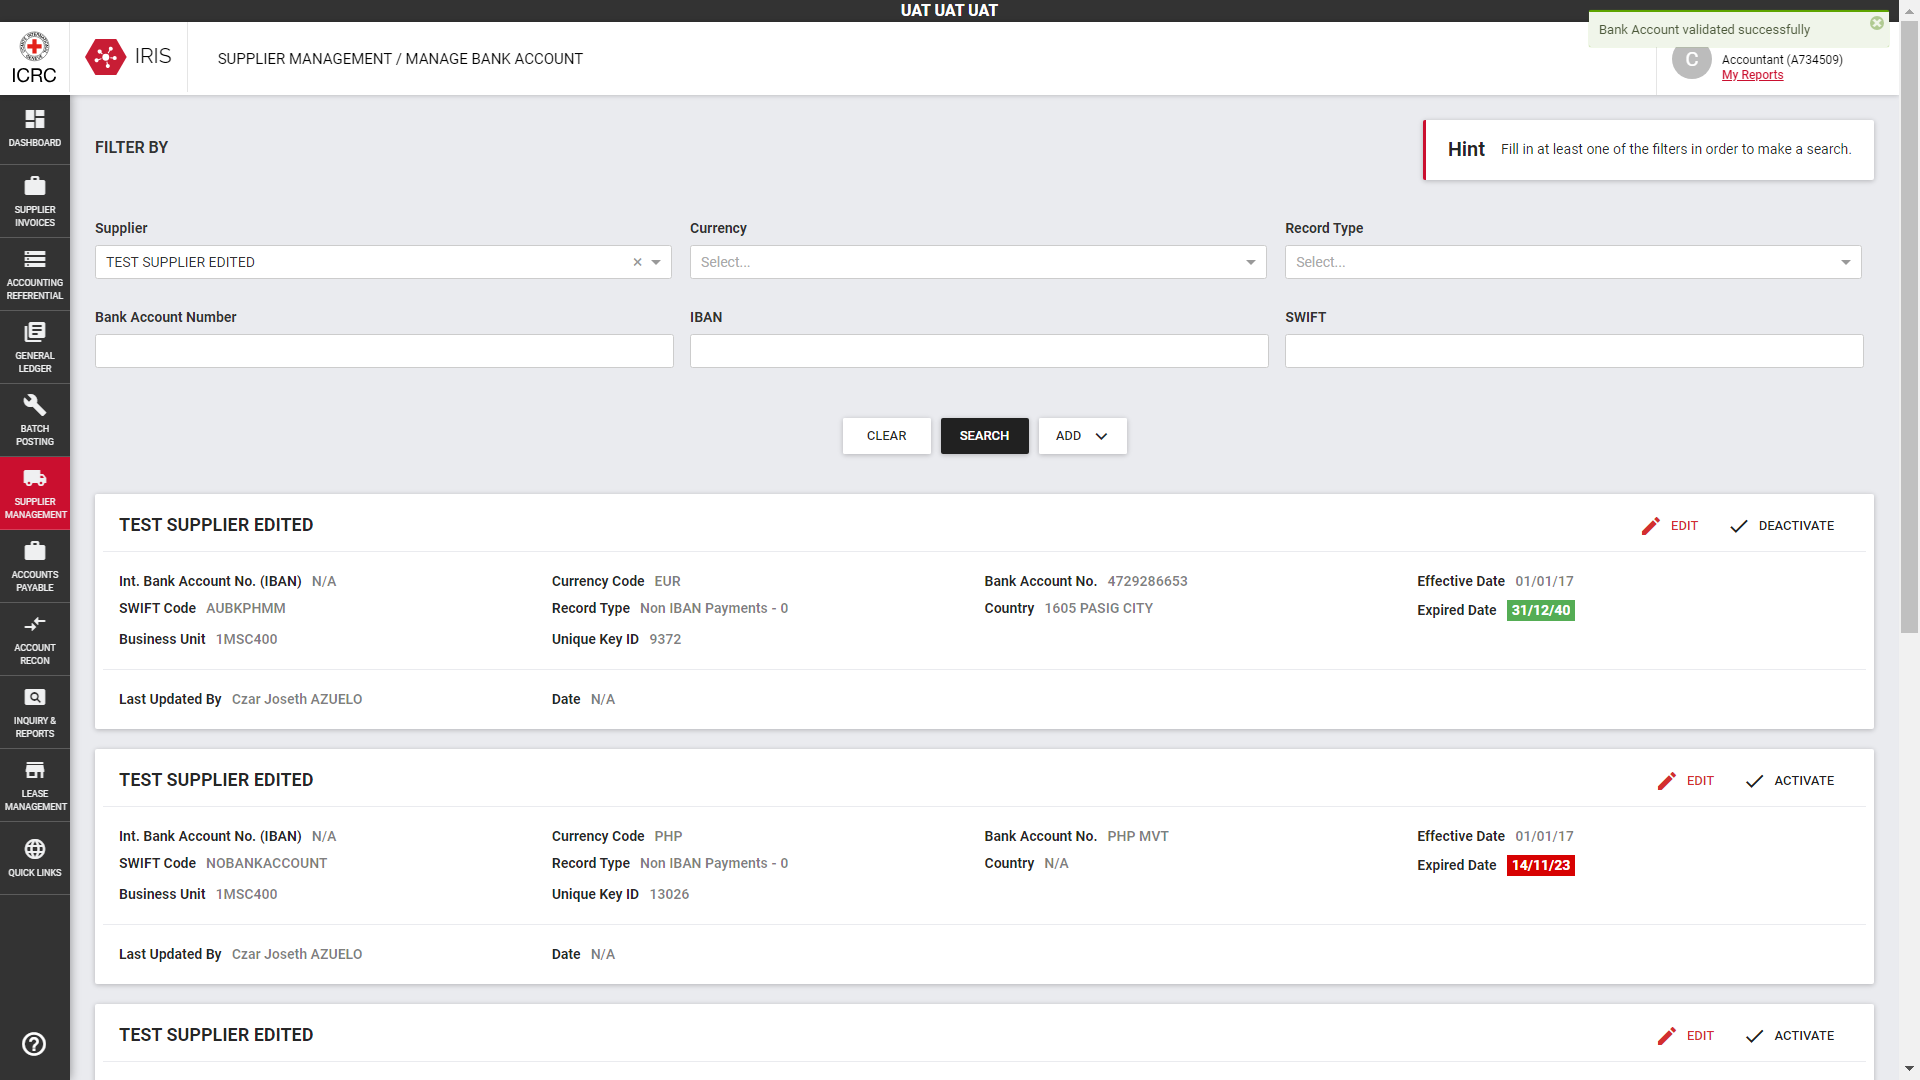 UAT UAT UAT
Bank Account validated successfully
ICRC
IRIS
SUPPLIER MANAGEMENT / MANAGE BANK ACCOUNT
C
Accountant (A734509)
My Reports
DASHBOARD
SUPPLIER
INVOICES
ACCOUNTING
REFERENTIAL
GENERAL
LEDGER
BATCH
POSTING
SUPPLIER
MANAGEMENT
ACCOUNTS
PAYABLE
ACCOUNT
RECON
INQUIRY &
REPORTS
LEASE
MANAGEMENT
QUICK LINKS
FILTER BY
Hint Fill in at least one of the filters in order to make a search.
Supplier Currency Record Type
TEST SUPPLIER EDITED Select... Select...
Bank Account Number IBAN SWIFT
CLEAR SEARCH ADD
TEST SUPPLIER EDITED EDIT DEACTIVATE
Int. Bank Account No. (IBAN) N/A Currency Code EUR Bank Account No. 4729286653 Effective Date 01/01/17
SWIFT Code AUBKPHMM Record Type Non IBAN Payments - 0 Country 1605 PASIG CITY Expired Date 31/12/40
Business Unit 1MSC400 Unique Key ID 9372
Last Updated By Czar Joseth AZUELO Date N/A
TEST SUPPLIER EDITED EDIT ACTIVATE
Int. Bank Account No. (IBAN) N/A Currency Code PHP Bank Account No. PHP MVT Effective Date 01/01/17
SWIFT Code NOBANKACCOUNT Record Type Non IBAN Payments - 0 Country N/A Expired Date 14/11/23
Business Unit 1MSC400 Unique Key ID 13026
Last Updated By Czar Joseth AZUELO Date N/A
TEST SUPPLIER EDITED EDIT ACTIVATE